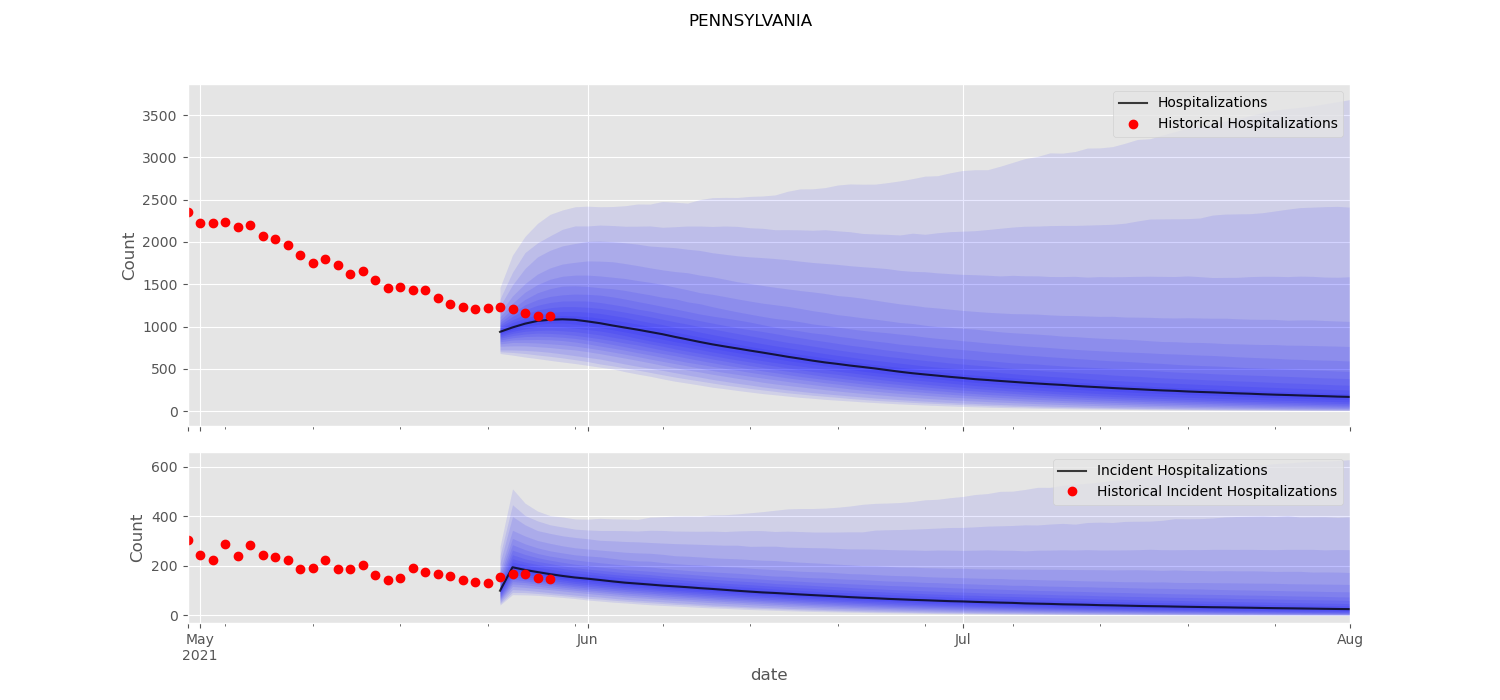 PENNSYLVANIA
Hospitalizations
Historical Hospitalizations
3500
3000
2500
2000
1500
1000
500
0
Count
Incident Hospitalizations
Historical Incident Hospitalizations
600
400
200
0
Count
May Jun Jul Aug
2021
date